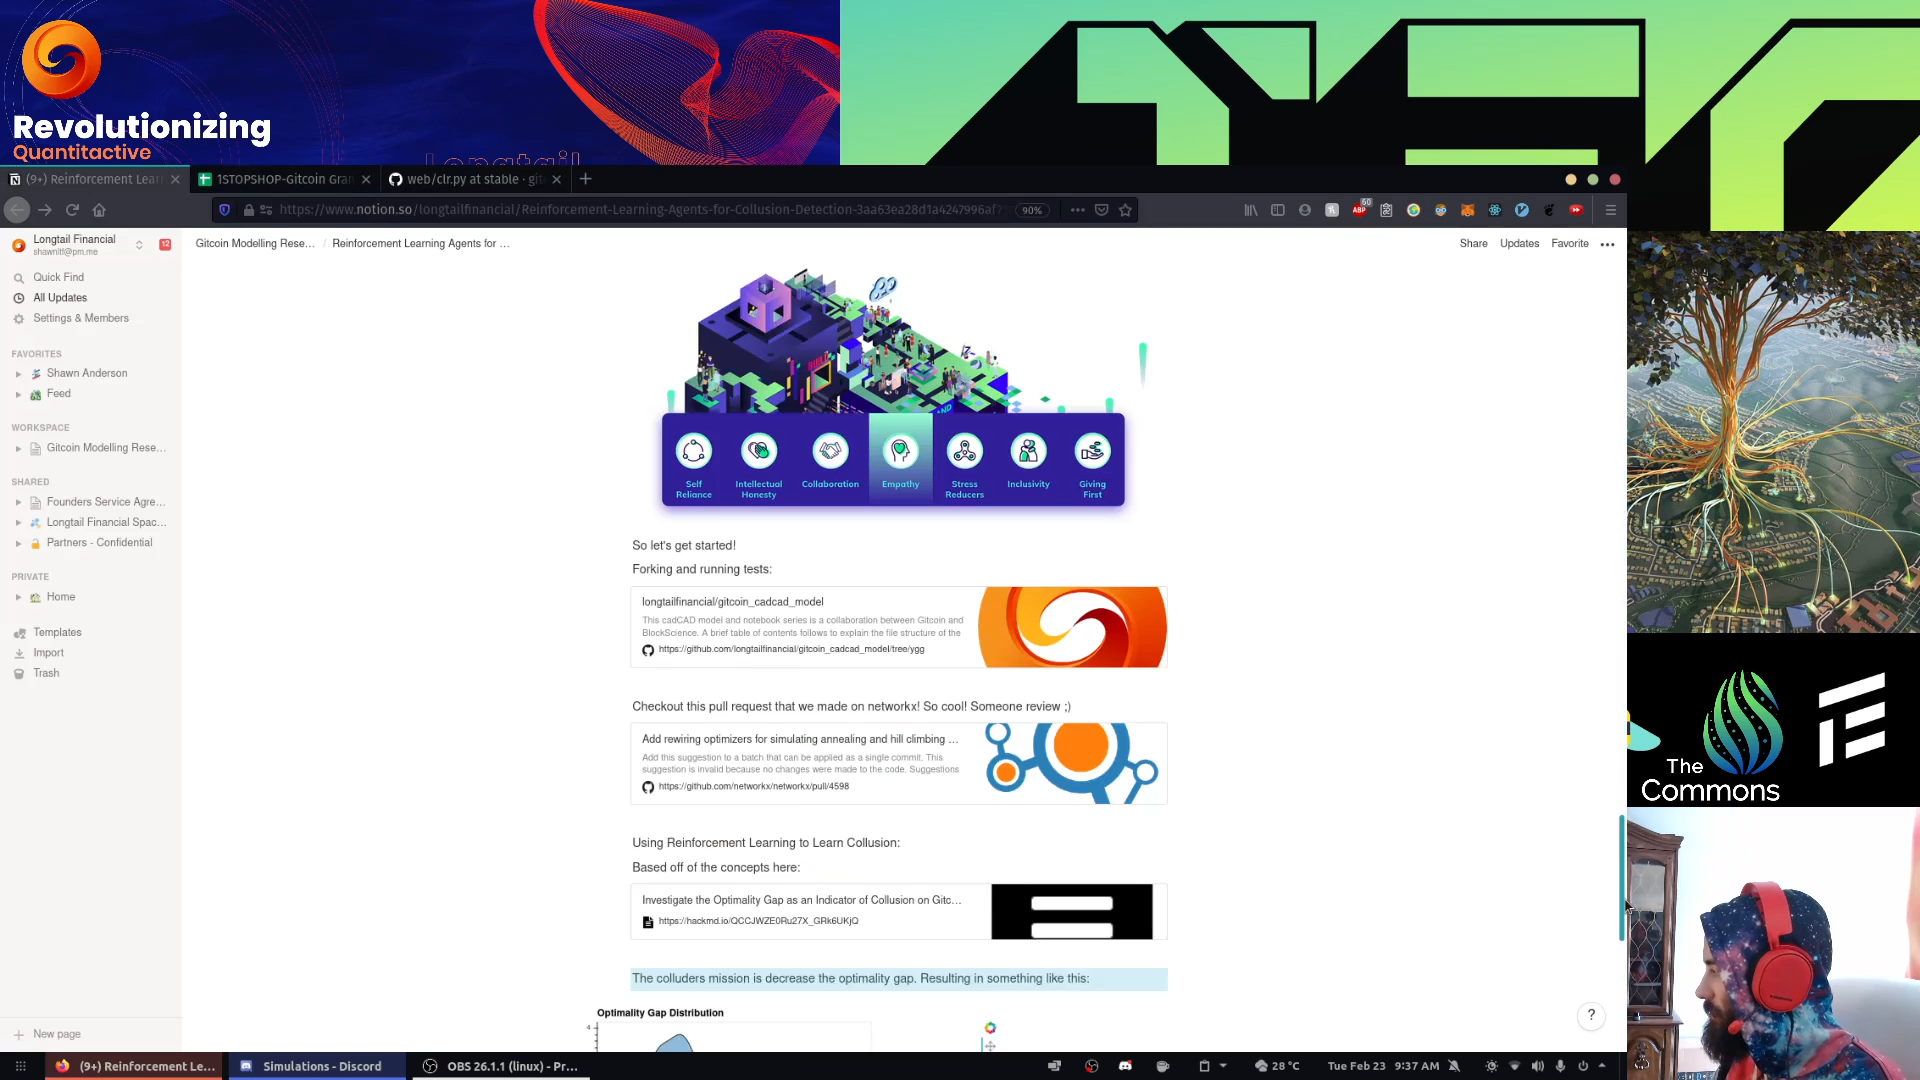 Revolutionizing
Quantitactive
Longtail
(9+) Reinforcement Lear
1STOPSHOP-Gitcoin Gran
web/clr.py at stable · git
https://www.notion.so/longtailfinancial/Reinforcement-Learning-Agents-for-Collusion-Detection-3aa63ea28d1a4247996af7
90%
60
ABP
Longtail Financial
shawnitl@pm.me
12
Gitcoin Modelling Rese... / Reinforcement Learning Agents for ...
Share
Updates
Favorite
Quick Find
All Updates
Settings & Members
FAVORITES
Shawn Anderson
Feed
WORKSPACE
Gitcoin Modelling Rese...
SHARED
Founders Service Agre...
Longtail Financial Spac...
Partners - Confidential
PRIVATE
Home
Templates
Import
Trash
New page
Self Reliance
Intellectual Honesty
Collaboration
Empathy
Stress Reducers
Inclusivity
Giving First
So let's get started!
Forking and running tests:
longtailfinancial/gitcoin_cadcad_model
This cadCAD model and notebook series is a collaboration between Gitcoin and
BlockScience. A brief table of contents follows to explain the file structure of the
https://github.com/longtailfinancial/gitcoin_cadcad_model/tree/ygg
Checkout this pull request that we made on networkx! So cool! Someone review ;)
Add rewiring optimizers for simulating annealing and hill climbing ...
Add this suggestion to a batch that can be applied as a single commit. This
suggestion is invalid because no changes were made to the code. Suggestions
https://github.com/networkx/networkx/pull/4598
Using Reinforcement Learning to Learn Collusion:
Based off of the concepts here:
Investigate the Optimality Gap as an Indicator of Collusion on Gitc...
https://hackmd.io/QCCJWZE0Ru27X_GRk6UKjQ
The colluders mission is decrease the optimality gap. Resulting in something like this:
Optimality Gap Distribution
4
?
The
Commons
(9+) Reinforcement Le...
Simulations - Discord
OBS 26.1.1 (linux) - Pr...
28 °C
Tue Feb 23
9:37 AM